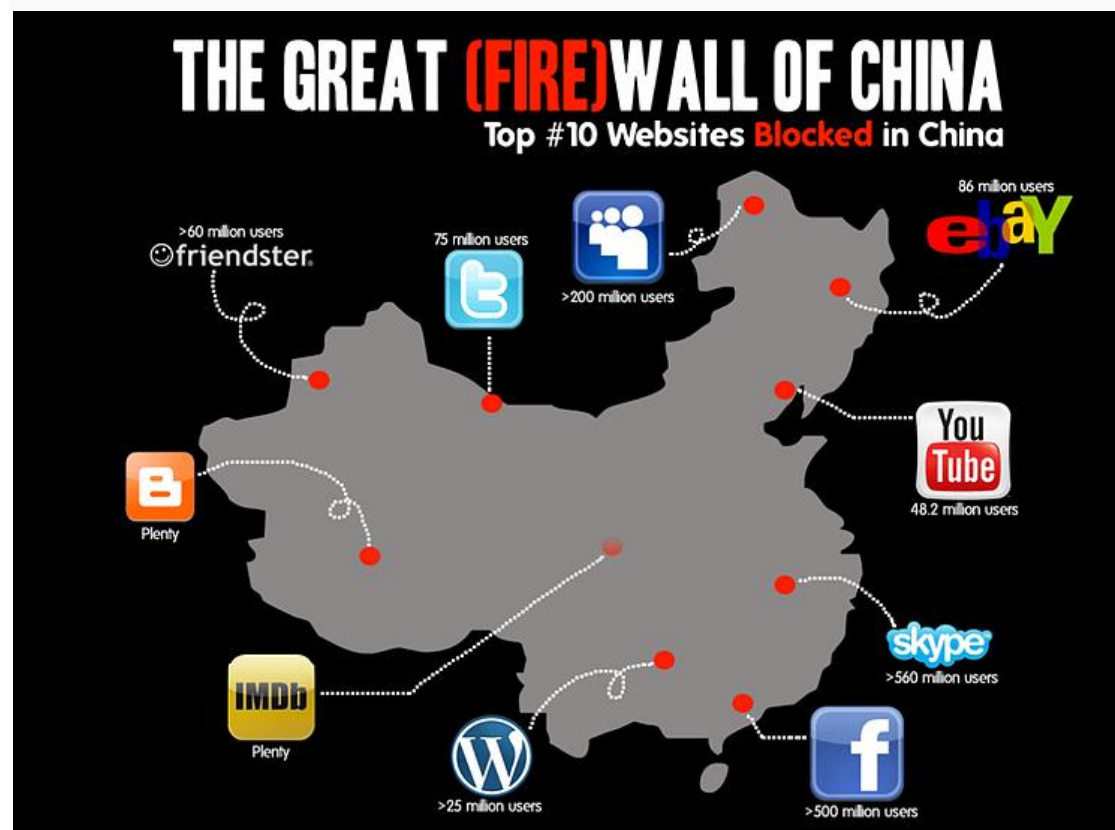 THE GREAT (FIRE)WALL OF CHINA
Top #10 Websites Blocked in China
86 million users
ebaY
>60 million users
friendster.
75 million users
t
>200 million users
You
Tube
48.2 million users
B
Plenty
skype
>560 million users
IMDb
Plenty
W
>25 million users
f
>500 million users